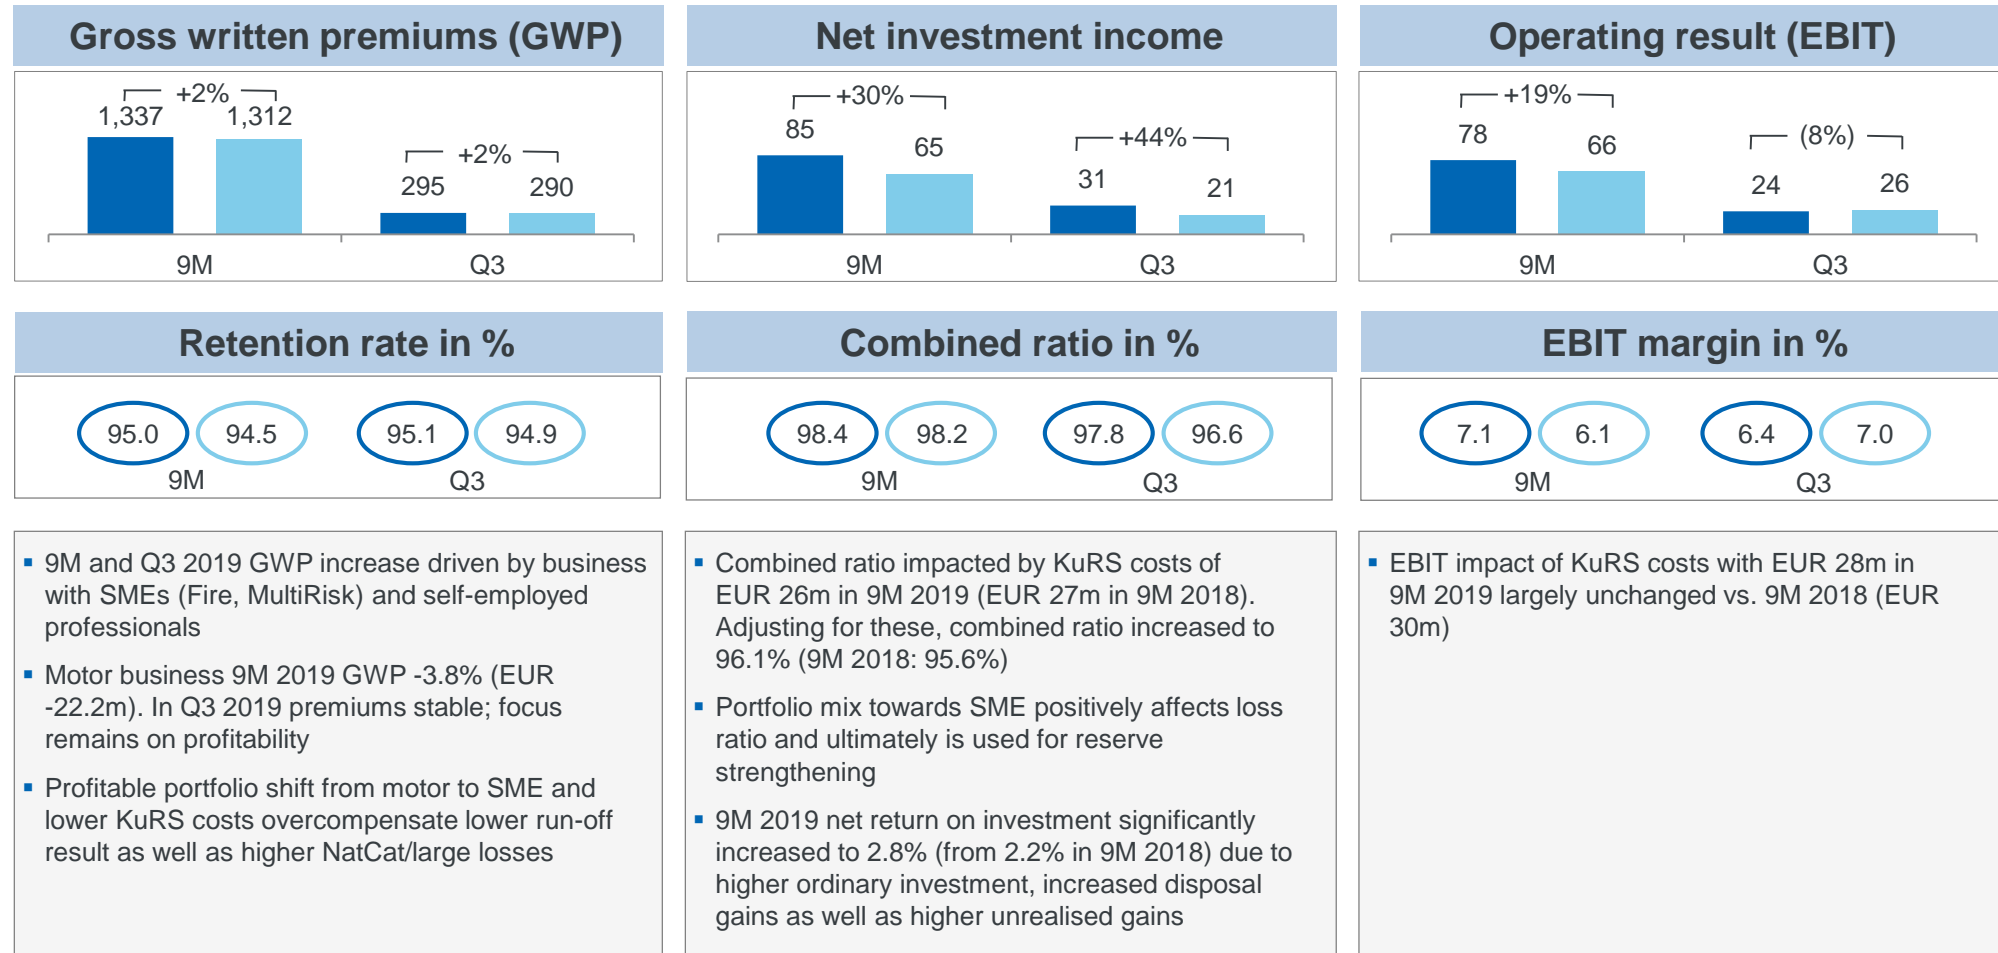 Gross written premiums (GWP)
+2%
1,337
1,312
+2%
295
290
9M
Q3
Net investment income
+30%
85
65
+44%
31
21
9M
Q3
Operating result (EBIT)
+19%
78
66
(8%)
24
26
9M
Q3
Retention rate in %
95.0
94.5
95.1
94.9
9M
Q3
Combined ratio in %
98.4
98.2
97.8
96.6
9M
Q3
EBIT margin in %
7.1
6.1
6.4
7.0
9M
Q3
▪ 9M and Q3 2019 GWP increase driven by business
with SMEs (Fire, MultiRisk) and self-employed
professionals
▪ Motor business 9M 2019 GWP -3.8% (EUR
-22.2m). In Q3 2019 premiums stable; focus
remains on profitability
▪ Profitable portfolio shift from motor to SME and
lower KuRS costs overcompensate lower run-off
result as well as higher NatCat/large losses
▪ Combined ratio impacted by KuRS costs of
EUR 26m in 9M 2019 (EUR 27m in 9M 2018).
Adjusting for these, combined ratio increased to
96.1% (9M 2018: 95.6%)
▪ Portfolio mix towards SME positively affects loss
ratio and ultimately is used for reserve
strengthening
▪ 9M 2019 net return on investment significantly
increased to 2.8% (from 2.2% in 9M 2018) due to
higher ordinary investment, increased disposal
gains as well as higher unrealised gains
▪ EBIT impact of KuRS costs with EUR 28m in
9M 2019 largely unchanged vs. 9M 2018 (EUR
30m)